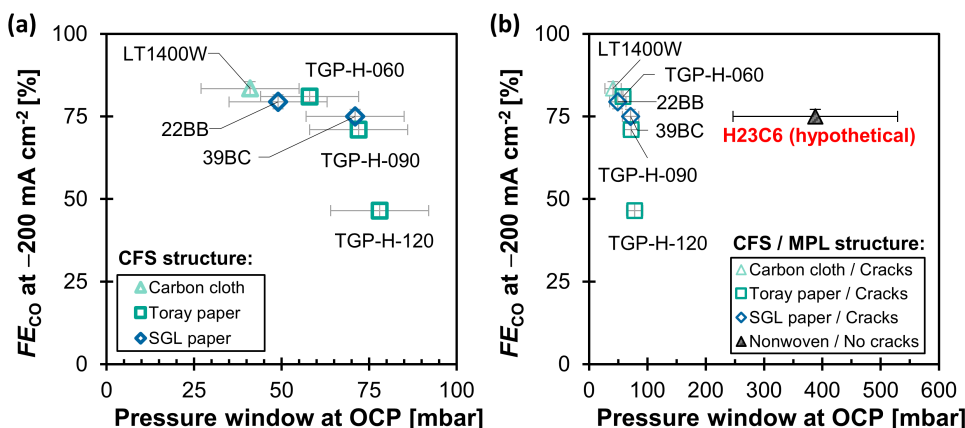 (a)
FE_CO at −200 mA cm⁻² [%]
100
75
50
25
0
LT1400W
TGP-H-060
22BB
39BC
TGP-H-090
TGP-H-120
CFS structure:
Carbon cloth
Toray paper
SGL paper
0 25 50 75 100
Pressure window at OCP [mbar]
(b)
FE_CO at −200 mA cm⁻² [%]
100
75
50
25
0
LT1400W
TGP-H-060
22BB
39BC
H23C6 (hypothetical)
TGP-H-090
TGP-H-120
CFS / MPL structure:
Carbon cloth / Cracks
Toray paper / Cracks
SGL paper / Cracks
Nonwoven / No cracks
0 100 200 300 400 500 600
Pressure window at OCP [mbar]